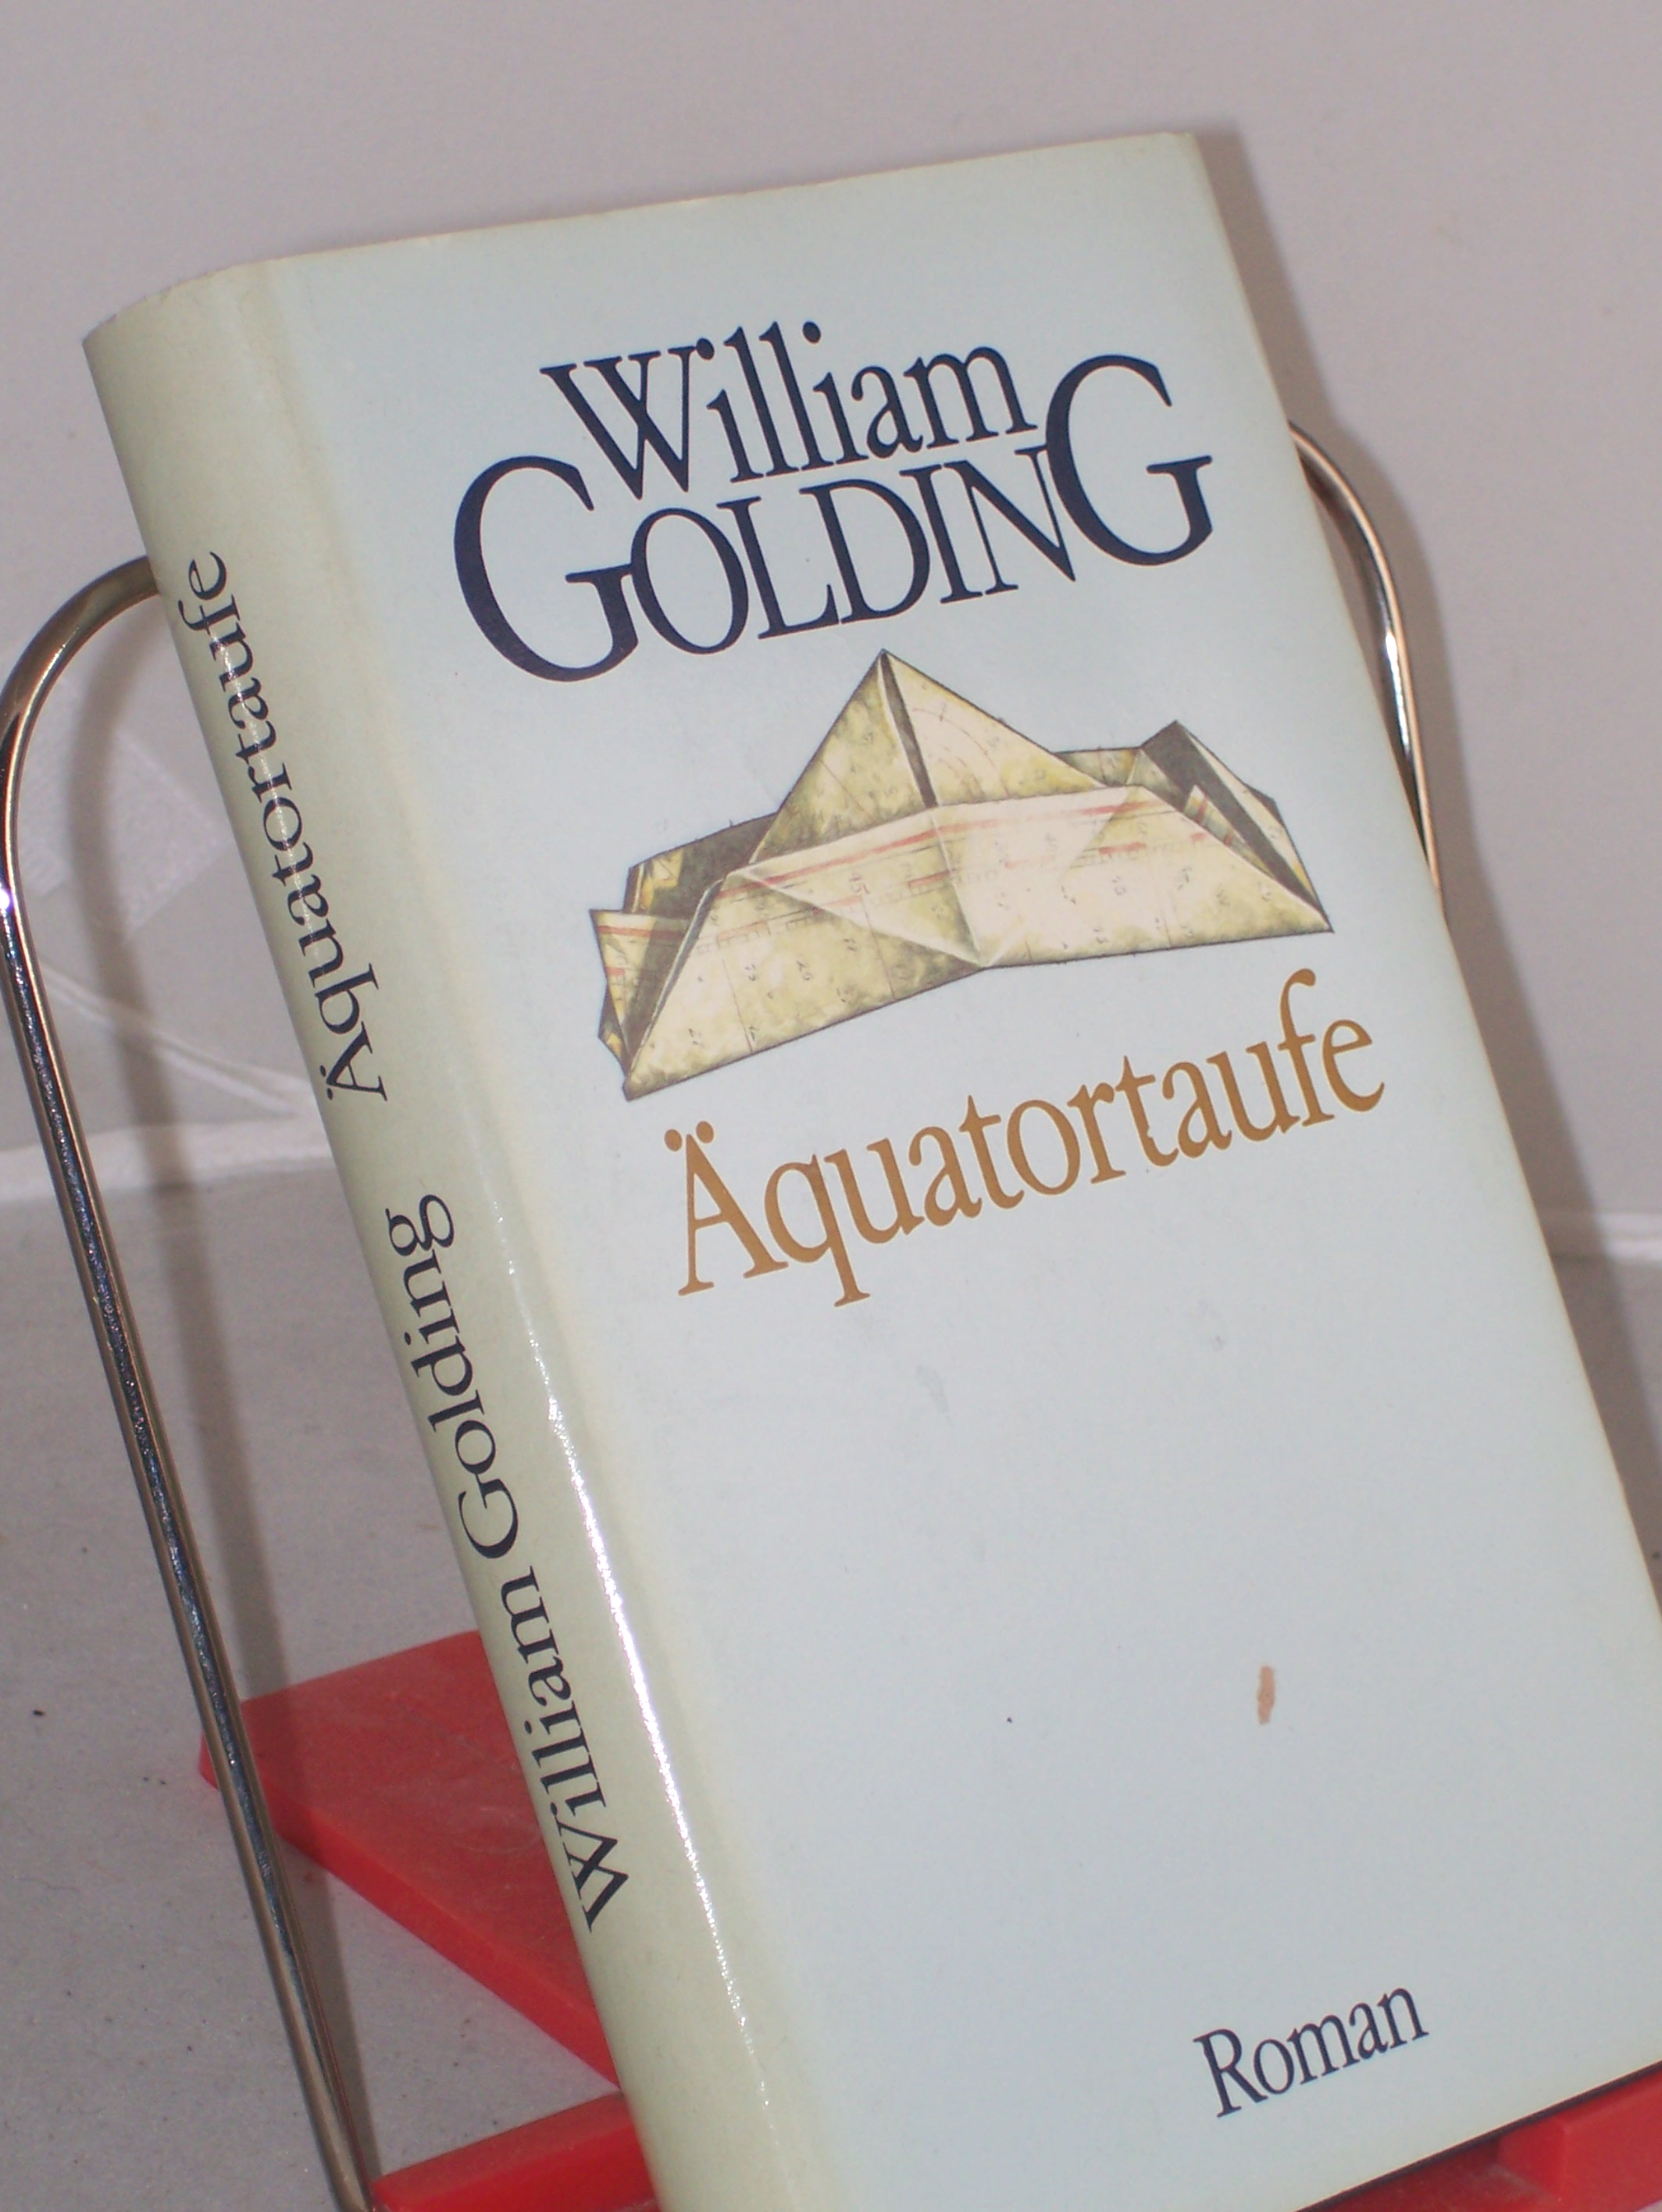 William
GOLDING
Äquatortaufe
Roman
William Golding Äquatortaufe